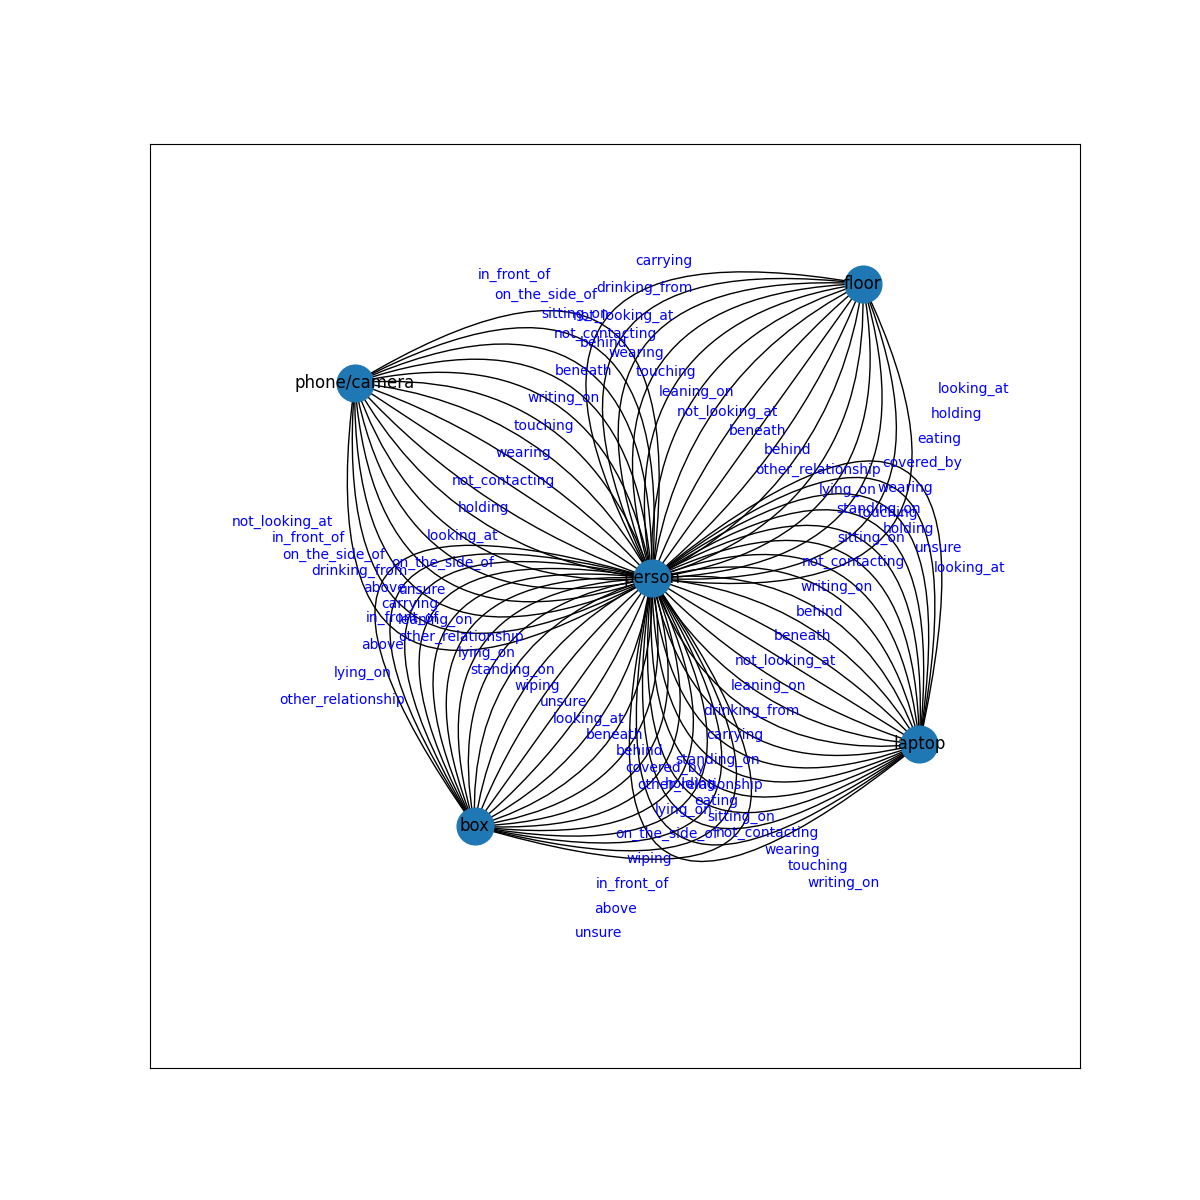 carrying
in_front_of
floor
drinking_from
on_the_side_of
sitting_on
not_looking_at
not_contacting
behind
wearing
beneath
touching
phone/camera
looking_at
leaning_on
writing_on
holding
not_looking_at
touching
beneath
eating
behind
wearing
covered_by
other_relationship
not_contacting
lying_on
wearing
holding
standing_on
touching
not_looking_at
holding
in_front_of
looking_at
sitting_on
unsure
on_the_side_of
on_the_side_of
not_contacting
looking_at
drinking_from
person
above
unsure
writing_on
carrying
behind
in_front_of
leaning_on
other_relationship
beneath
above
lying_on
not_looking_at
lying_on
standing_on
wiping
leaning_on
other_relationship
unsure
drinking_from
looking_at
beneath
carrying
laptop
behind
standing_on
covered_by
other_relationship
holding
eating
lying_on
sitting_on
box
on_the_side_of
not_contacting
wearing
wiping
touching
in_front_of
writing_on
above
unsure